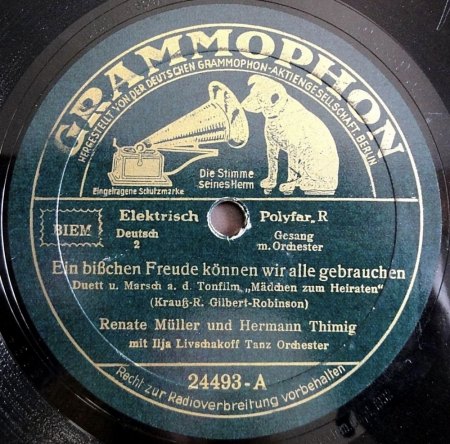 GRAMMOPHON
HERGESTELLT VON DER DEUTSCHEN GRAMMOPHON-AKTIENGESELLSCHAFT, BERLIN
Die Stimme
seines Herrn
Eingetragene Schutzmarke
BIEM
Elektrisch Polyfar, R
Deutsch Gesang
2 m. Orchester
Ein bißchen Freude können wir alle gebrauchen
Duett u. Marsch a. d. Tonfilm „Mädchen zum Heiraten"
(Krauß-R. Gilbert-Robinson)
Renate Müller und Hermann Thimig
mit Ilja Livschakoff Tanz Orchester
24493-A
Recht zur Radioverbreitung vorbehalten